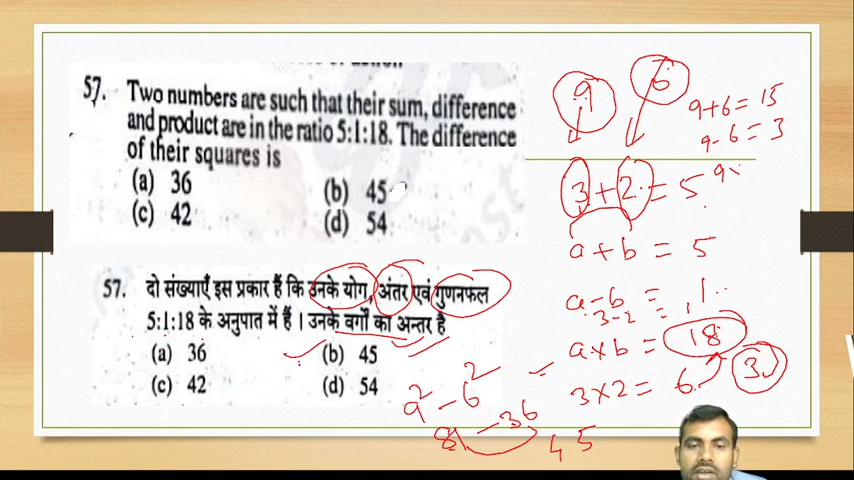 57. Two numbers are such that their sum, difference
and product are in the ratio 5:1:18. The difference
of their squares is
(a) 36 (b) 45
(c) 42 (d) 54
57. दो संख्याएँ इस प्रकार हैं कि उनके योग, अंतर एवं गुणनफल
5:1:18 के अनुपात में हैं । उनके वर्गों का अन्तर है
(a) 36 (b) 45
(c) 42 (d) 54
9 6
9+6=15
9-6=3
3+2=5
a+b=5
a-b=1
3-2=
a×b=18
3×2=6 3
9²-6²
81-36
45